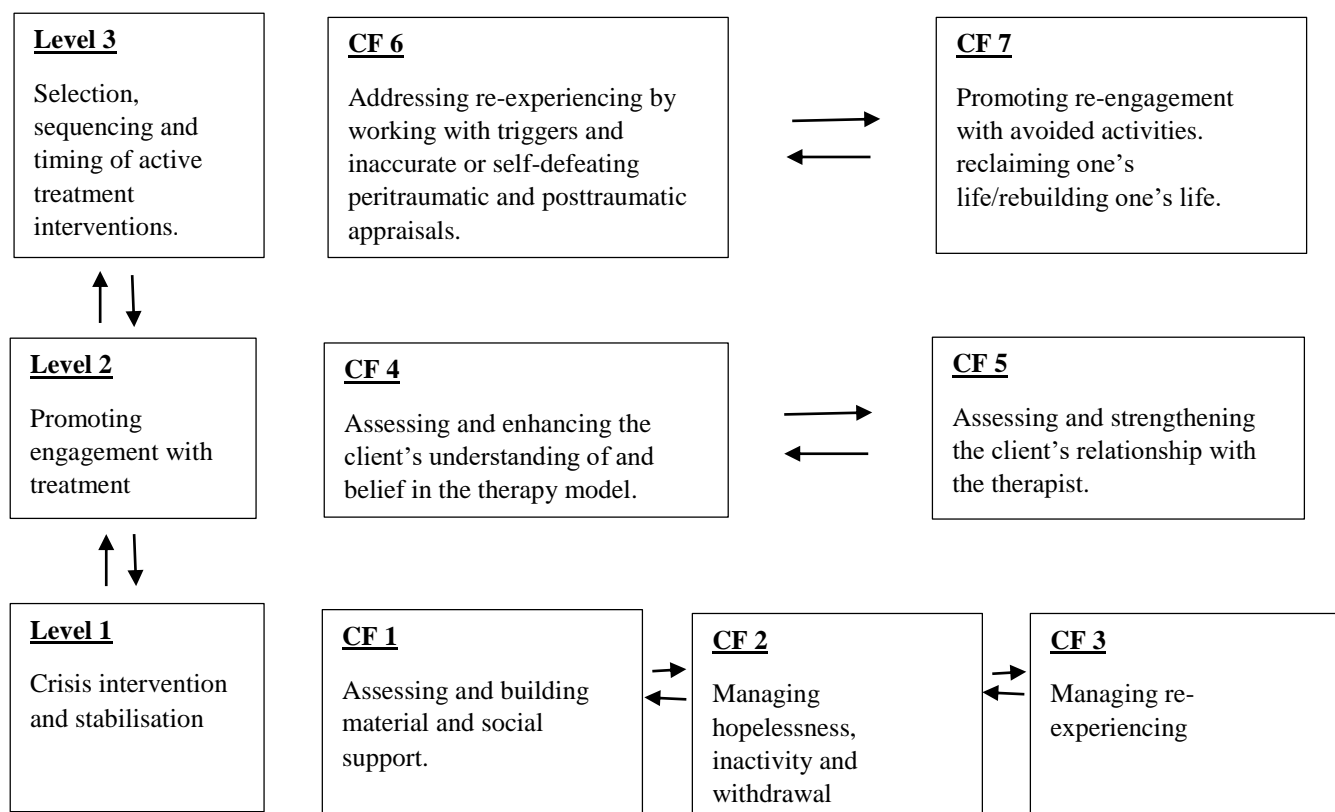 Level 3
Selection,
sequencing and
timing of active
treatment
interventions.
CF 6
Addressing re-experiencing by
working with triggers and
inaccurate or self-defeating
peritraumatic and posttraumatic
appraisals.
CF 7
Promoting re-engagement
with avoided activities.
reclaiming one’s
life/rebuilding one’s life.
Level 2
Promoting
engagement with
treatment
CF 4
Assessing and enhancing the
client’s understanding of and
belief in the therapy model.
CF 5
Assessing and strengthening
the client’s relationship with
the therapist.
Level 1
Crisis intervention
and stabilisation
CF 1
Assessing and building
material and social
support.
CF 2
Managing
hopelessness,
inactivity and
withdrawal
CF 3
Managing re-
experiencing